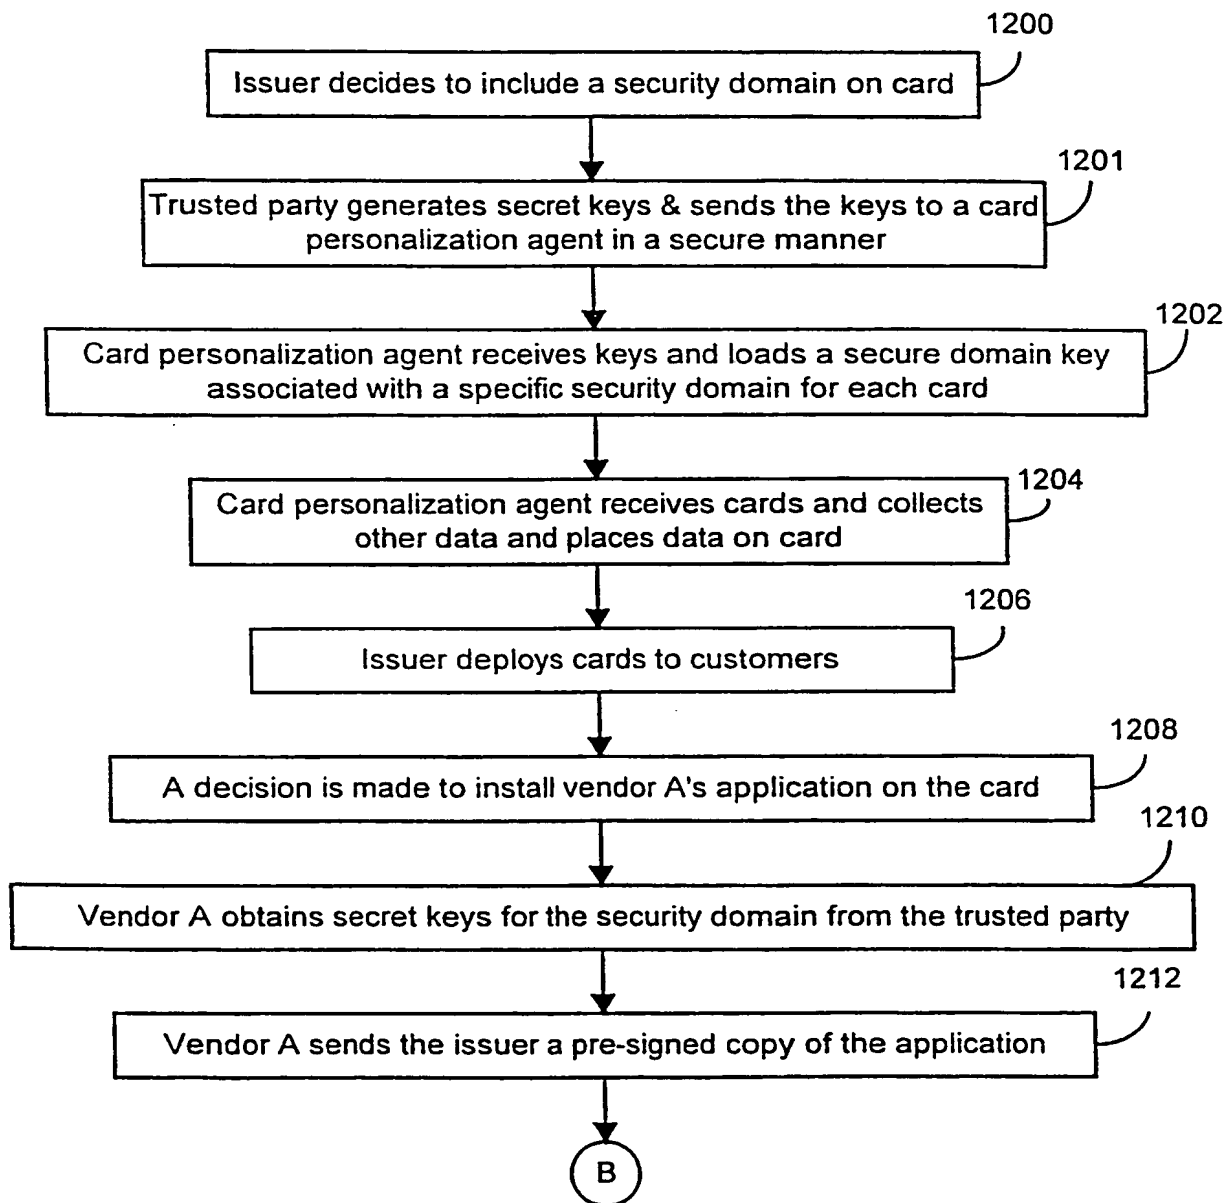 1200
Issuer decides to include a security domain on card
1201
Trusted party generates secret keys & sends the keys to a card
personalization agent in a secure manner
1202
Card personalization agent receives keys and loads a secure domain key
associated with a specific security domain for each card
1204
Card personalization agent receives cards and collects
other data and places data on card
1206
Issuer deploys cards to customers
1208
A decision is made to install vendor A's application on the card
1210
Vendor A obtains secret keys for the security domain from the trusted party
1212
Vendor A sends the issuer a pre-signed copy of the application
B